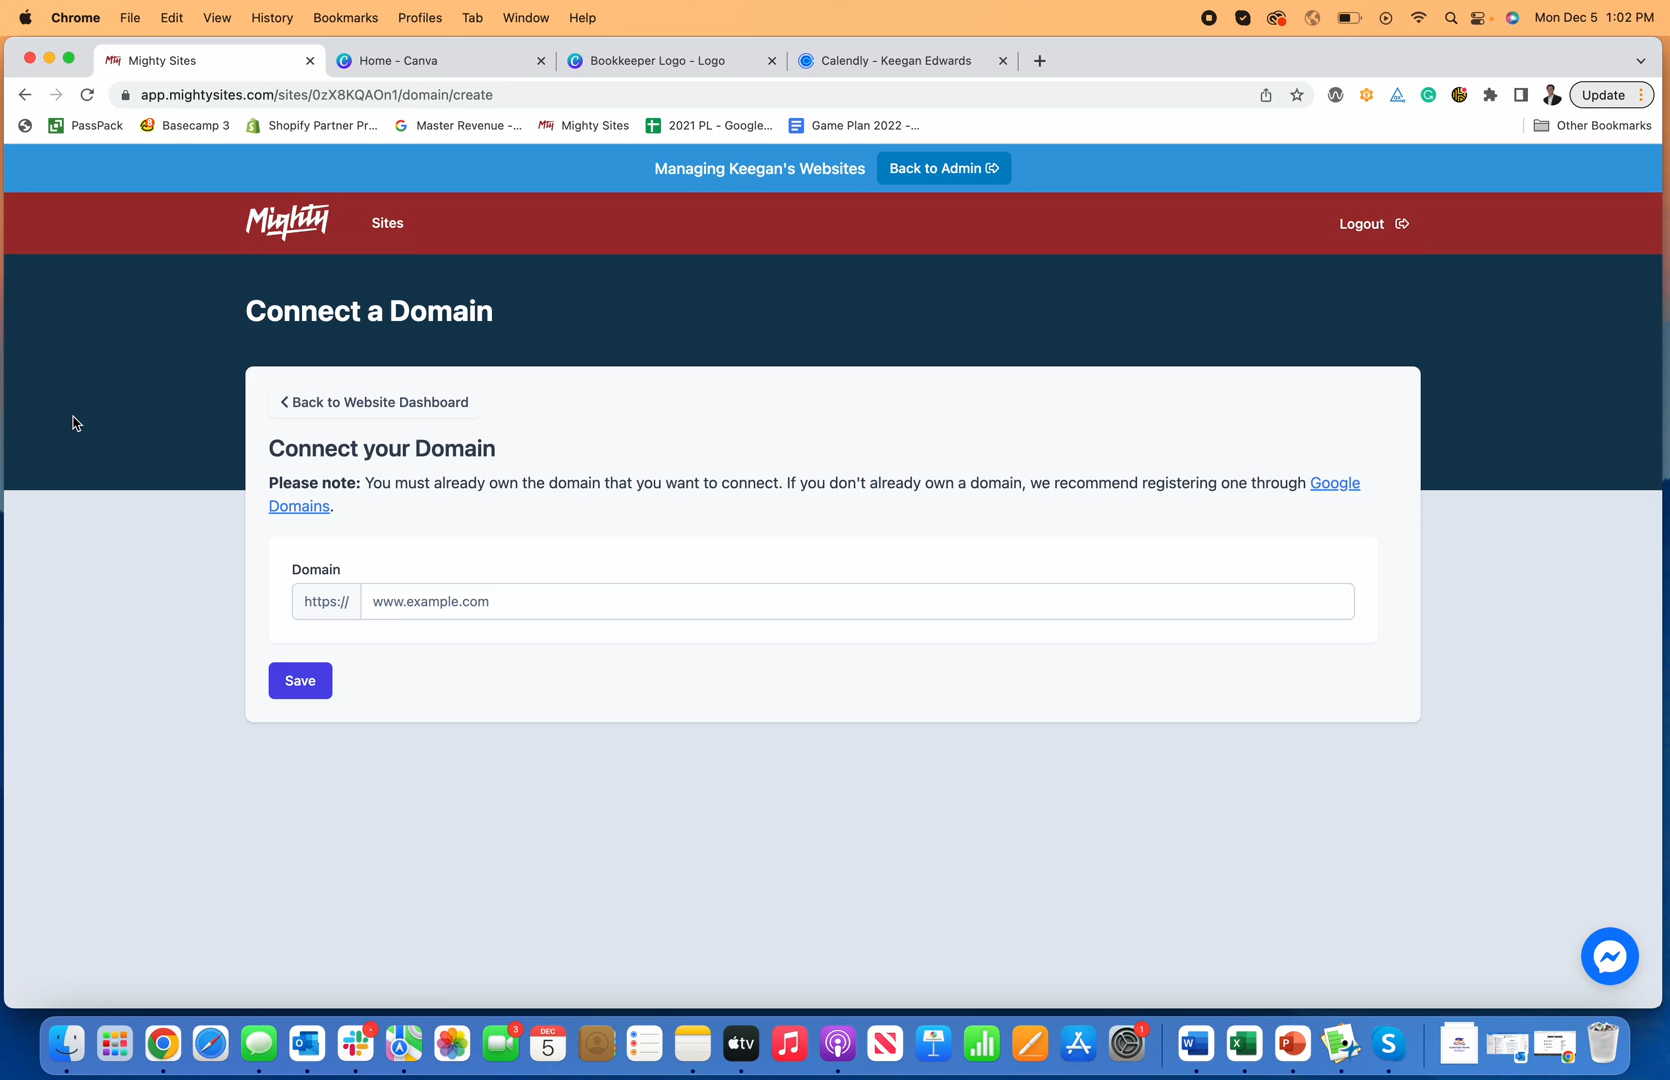 Chrome File Edit View History Bookmarks Profiles Tab Window Help Mon Dec 5 1:02 PM
Mighty Sites Home - Canva Bookkeeper Logo - Logo Calendly - Keegan Edwards
app.mightysites.com/sites/0zX8KQAOn1/domain/create Update
PassPack Basecamp 3 Shopify Partner Pr... Master Revenue -... Mighty Sites 2021 PL - Google... Game Plan 2022 -... Other Bookmarks
Managing Keegan's Websites Back to Admin
Mighty Sites Logout
Connect a Domain
Back to Website Dashboard
Connect your Domain
Please note: You must already own the domain that you want to connect. If you don't already own a domain, we recommend registering one through Google
Domains.
Domain
https:// www.example.com
Save
3 DEC 5 tv 1 W X P S